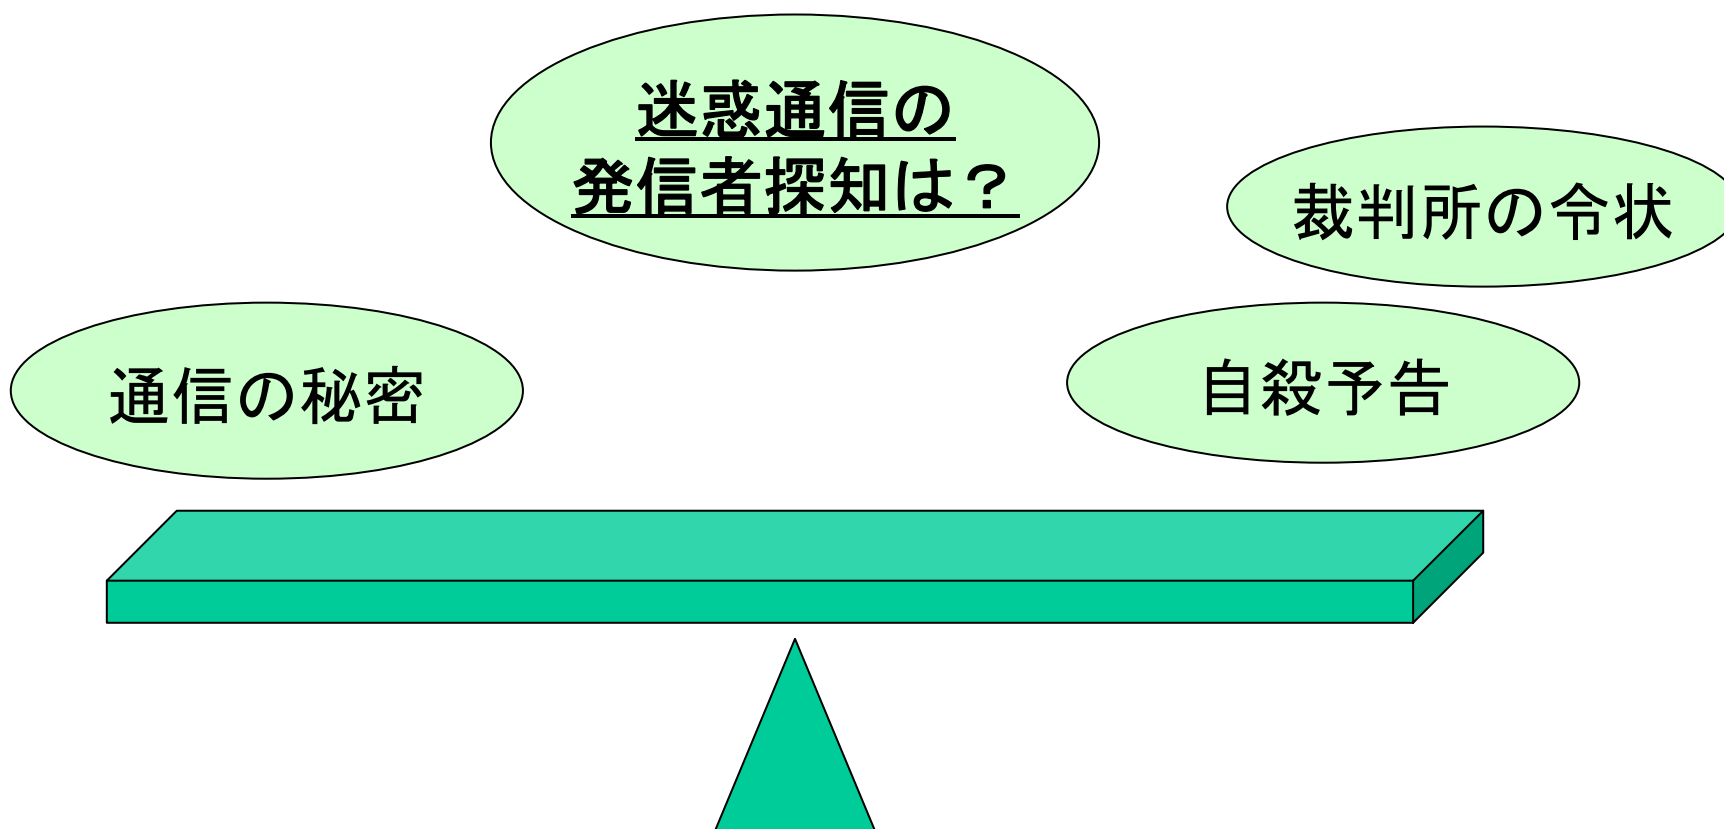 迷惑通信の
発信者探知は？
裁判所の令状
通信の秘密
自殺予告